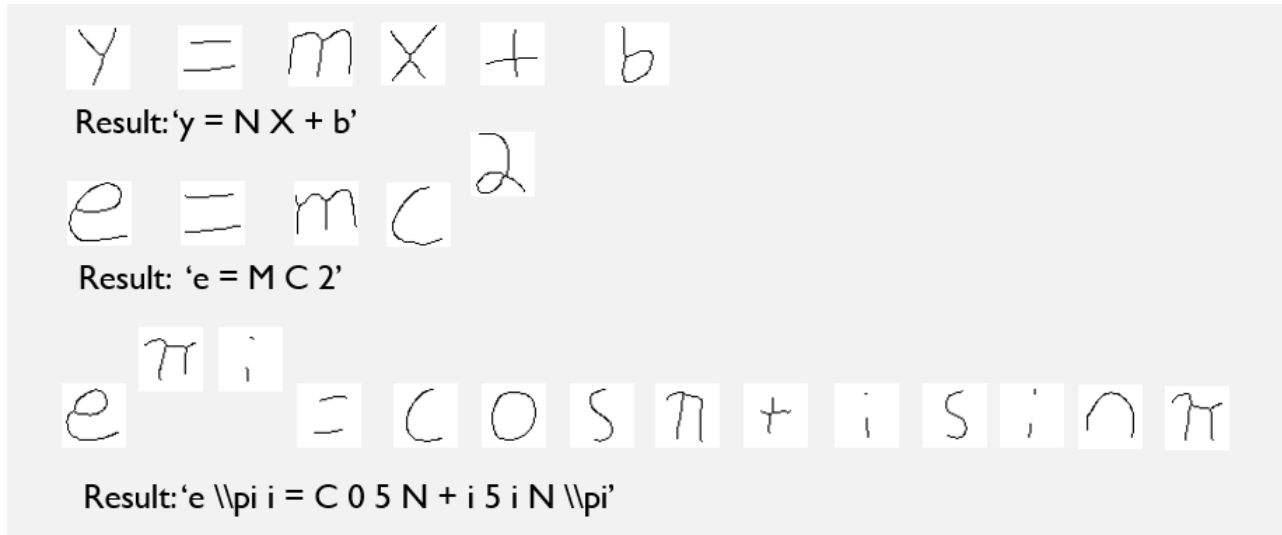 y = m x + b
Result: ‘y = N X + b’
e = m c 2
Result: ‘e = M C 2’
e π i = c o s π + i s i n π
Result: ‘e \\pi i = C 0 5 N + i 5 i N \\pi’